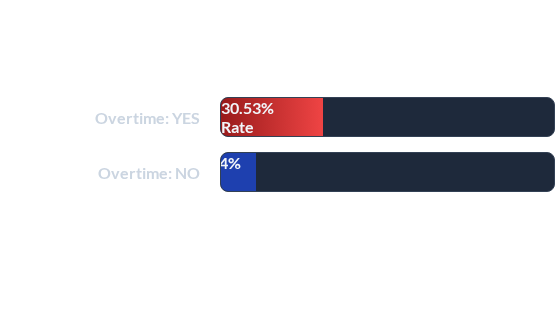 Overtime: YES
30.53%
Rate
Overtime: NO
4%